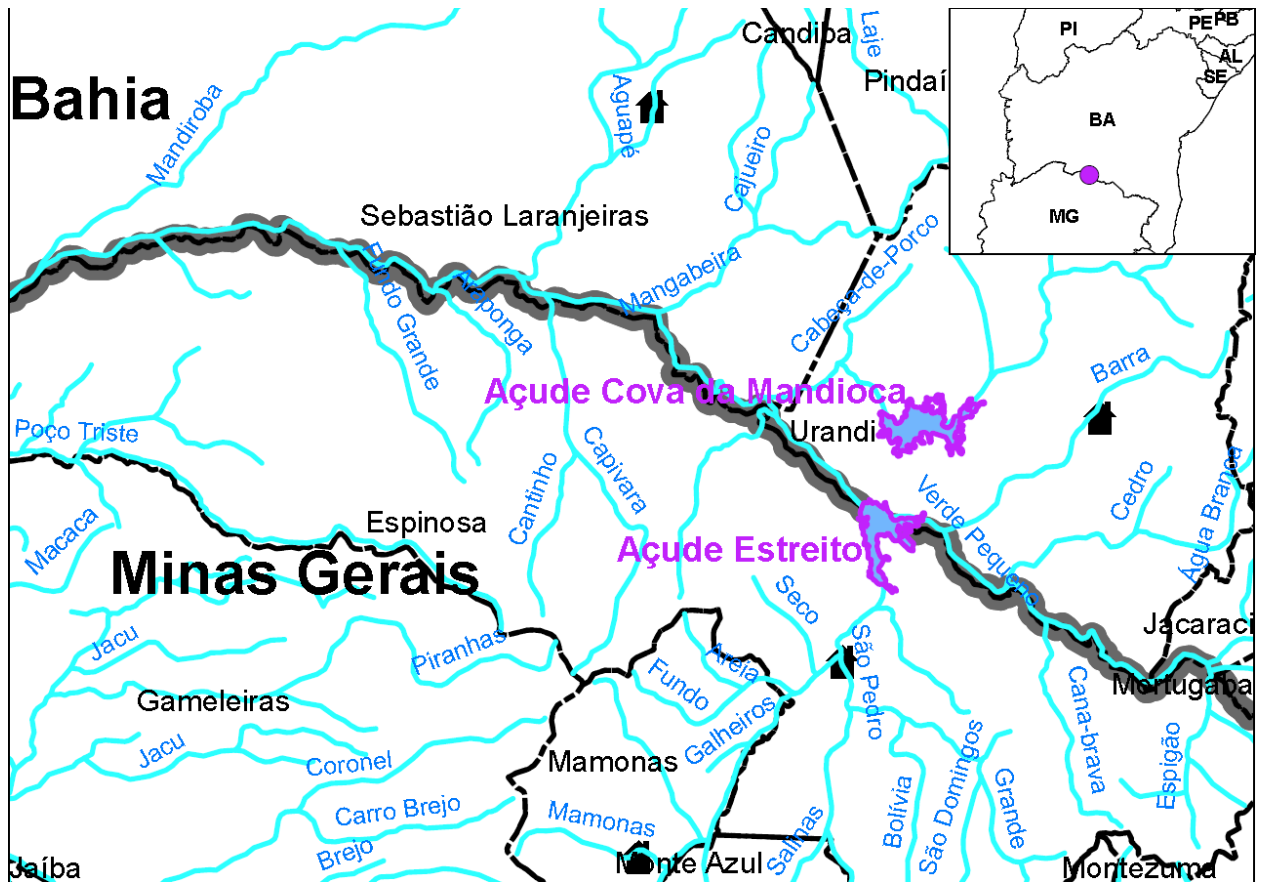 Candiba
Laje
PI
PE
PB
AL
SE
BA
MG
Bahia
Mandiroba
Aguapé
Pindaí
Cajueiro
Sebastião Laranjeiras
Fundo Grande
Araponga
Mangabeira
Cabeça-de-Porco
Açude Cova da Mandioca
Barra
Urandi
Poço Triste
Cantinho
Capivara
Cedro
Água Branca
Verde Pequeno
Macaca
Espinosa
Açude Estreito
Minas Gerais
Seco
Jacu
Piranhas
Areia
São Pedro
Jacaraci
Fundo
Mortugaba
Gameleiras
Galheiros
Cana-brava
Jacu
Coronel
Mamonas
Espigão
Carro Brejo
Mamonas
Salinas
Bolívia
São Domingos
Grande
Brejo
Jaíba
Monte Azul
Montezuma